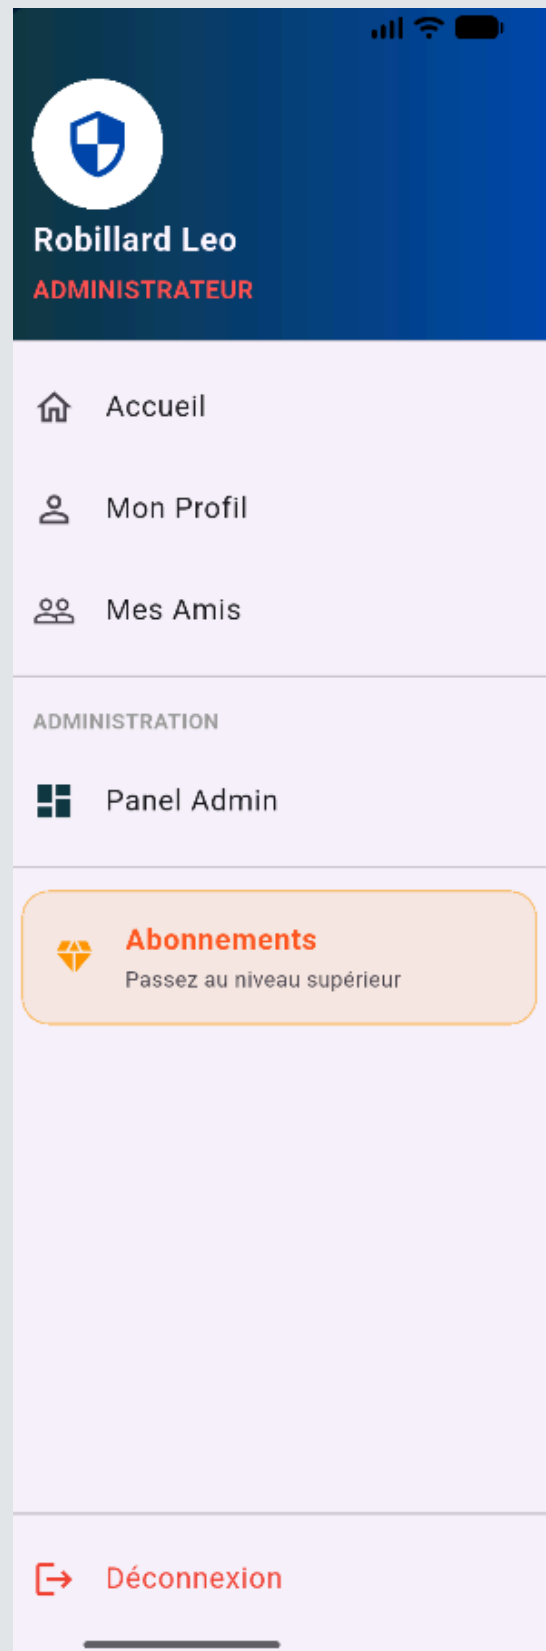 Robillard Leo
ADMINISTRATEUR
Accueil
Mon Profil
Mes Amis
ADMINISTRATION
Panel Admin
Abonnements
Passez au niveau supérieur
Déconnexion